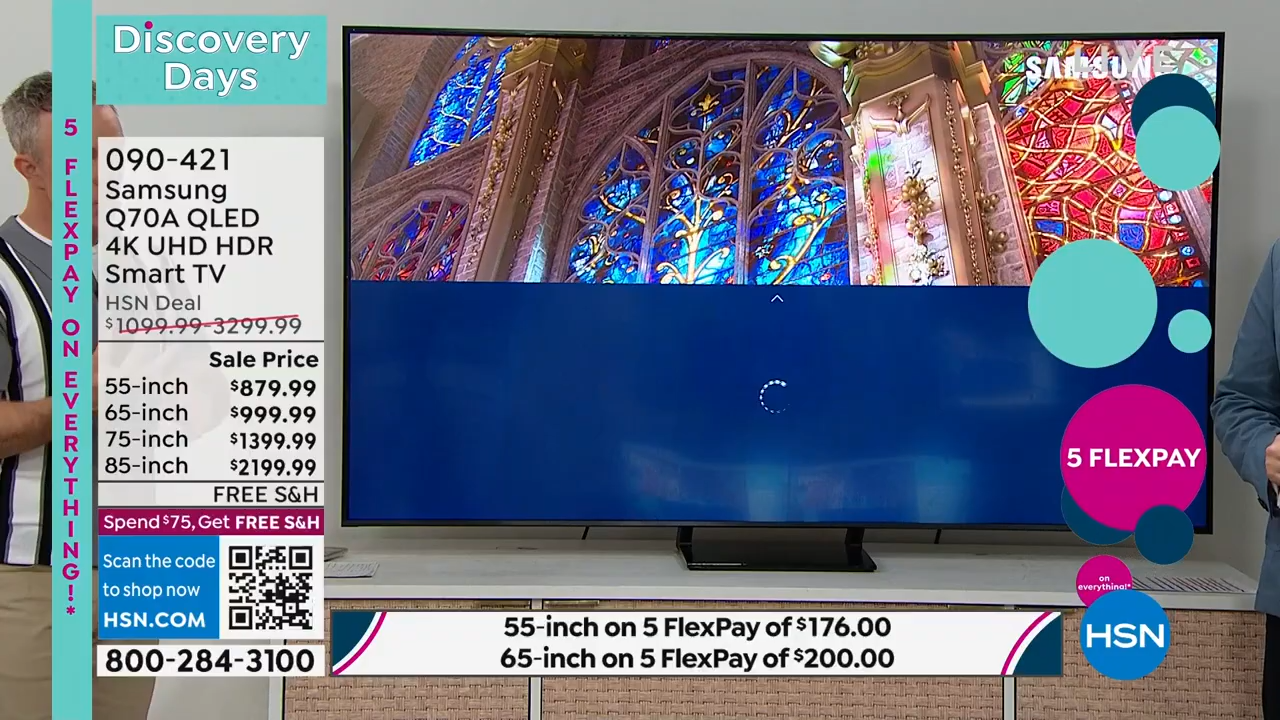 Discovery
Days
5 FLEXPAY ON EVERYTHING!*
090-421
Samsung
Q70A QLED
4K UHD HDR
Smart TV
HSN Deal
$1099.99-3299.99
Sale Price
55-inch $879.99
65-inch $999.99
75-inch $1399.99
85-inch $2199.99
FREE S&H
Spend $75, Get FREE S&H
Scan the code
to shop now
HSN.COM
800-284-3100
SAMSUNG
5 FLEXPAY
on
everything!*
HSN
55-inch on 5 FlexPay of $176.00
65-inch on 5 FlexPay of $200.00